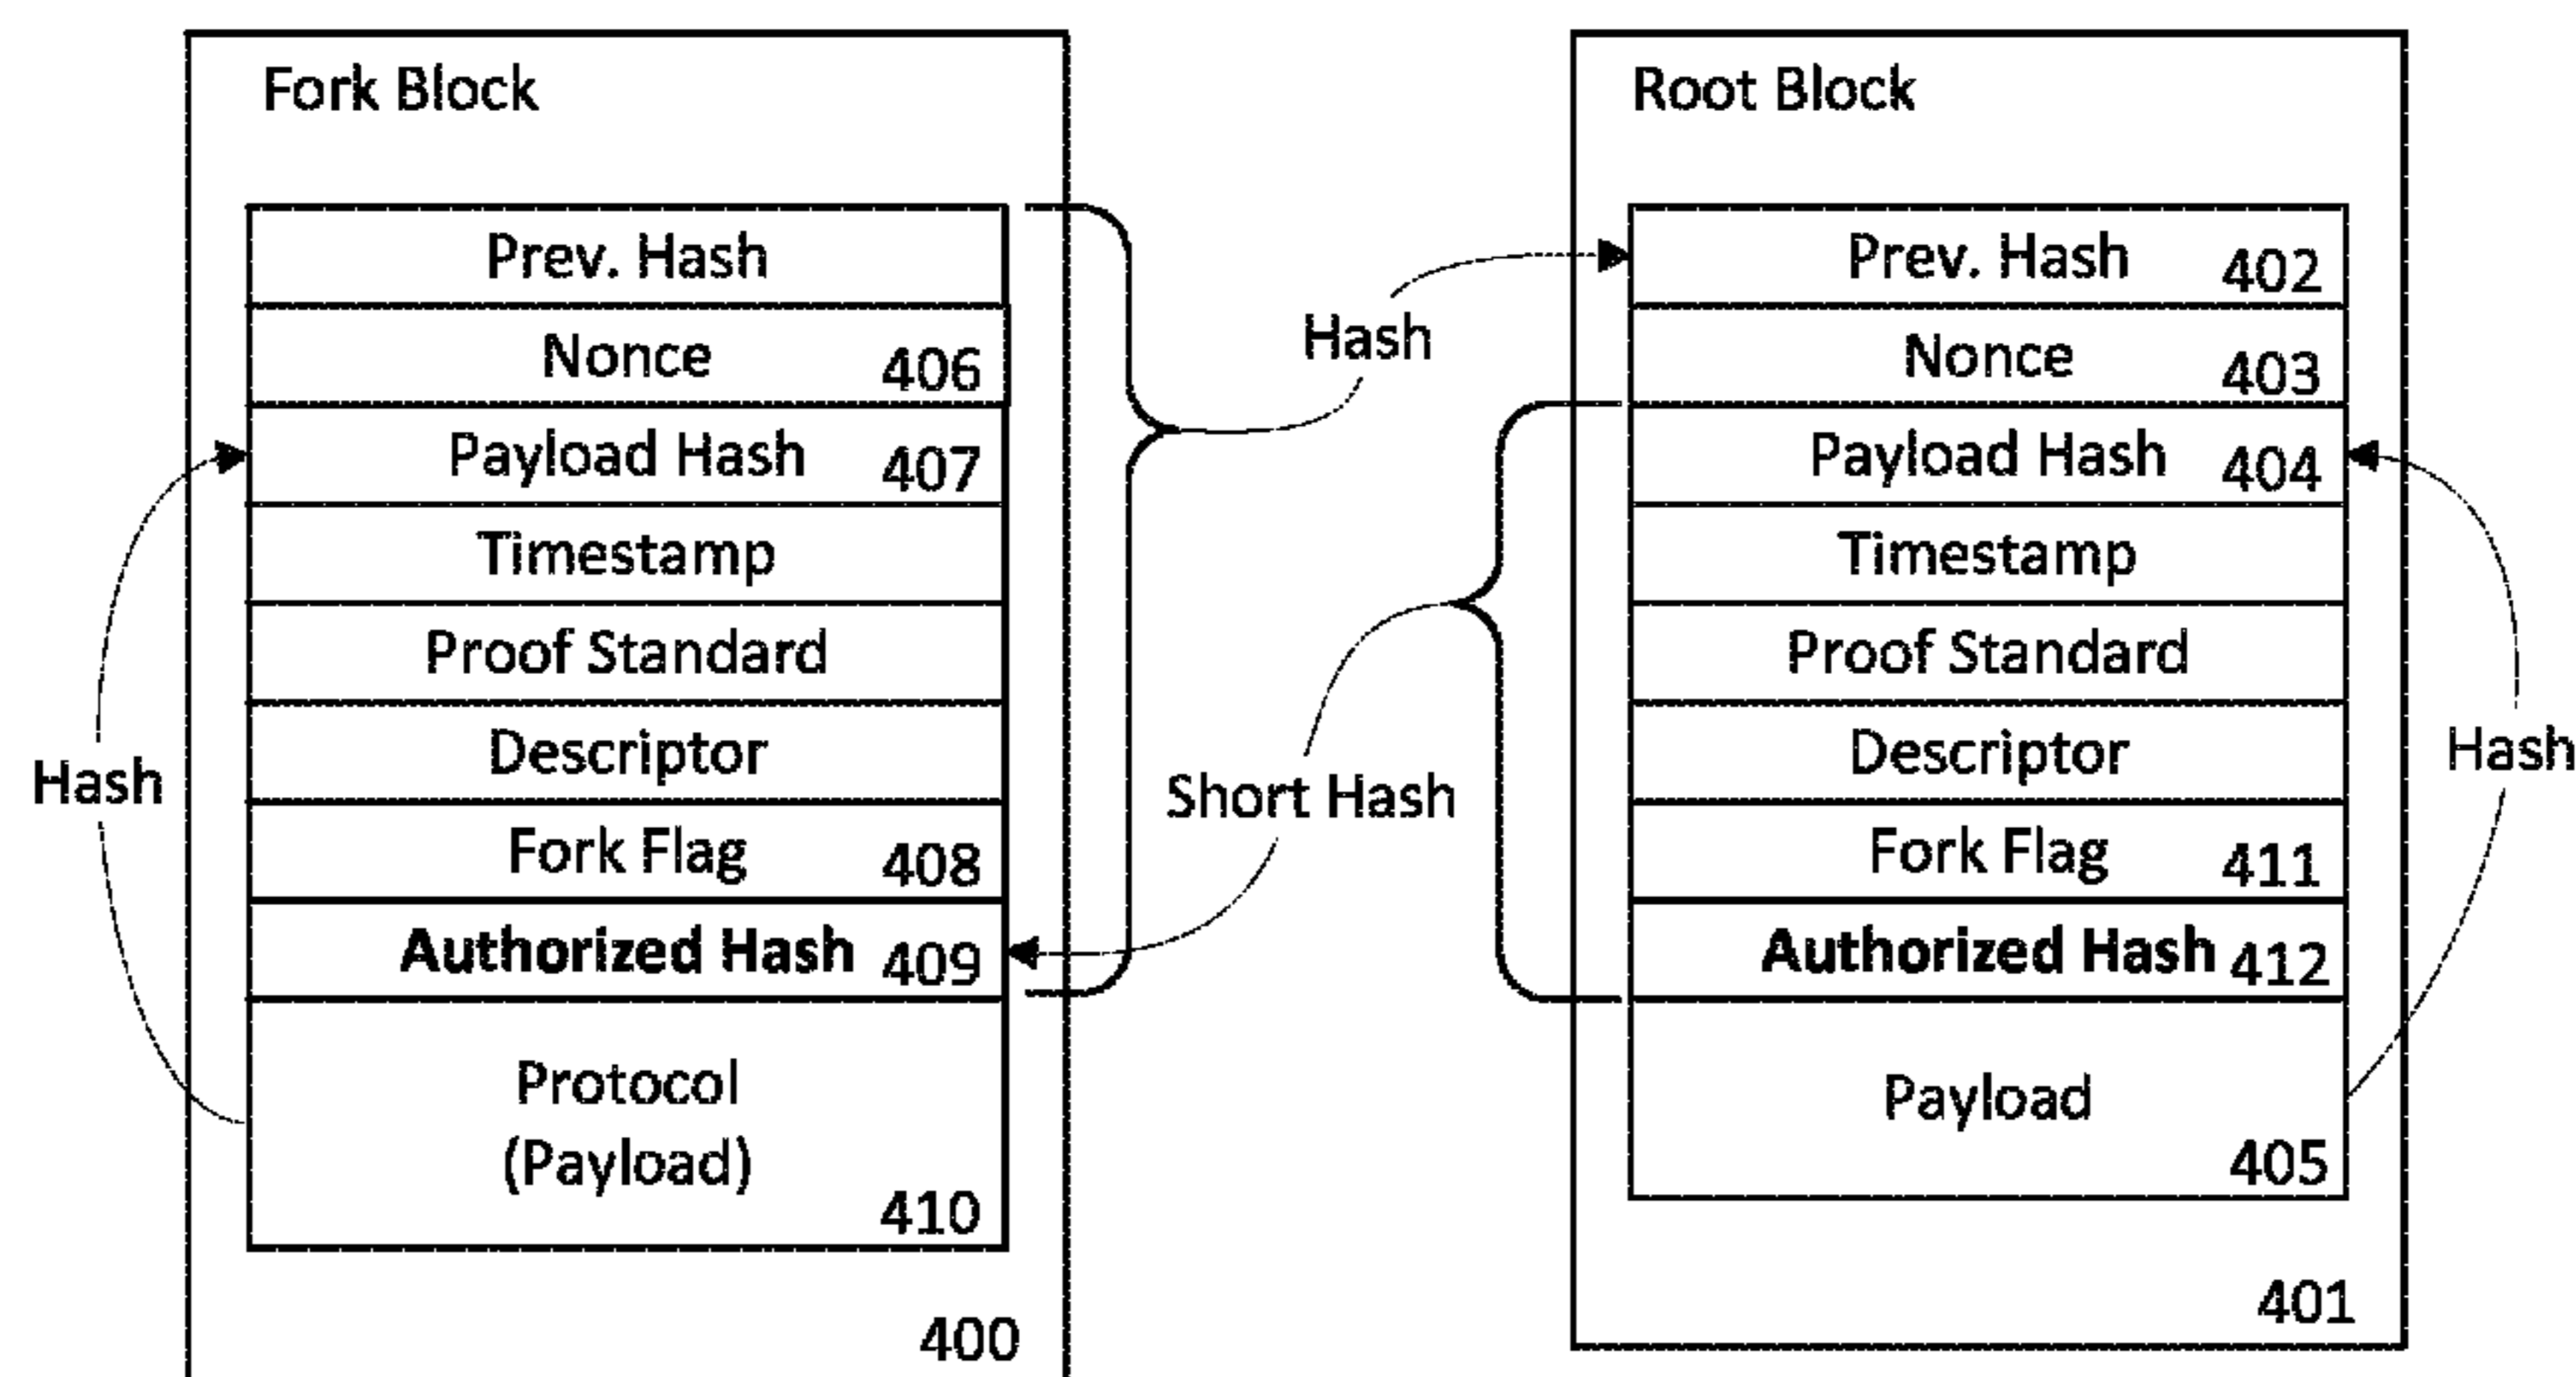 Fork Block
Prev. Hash
Nonce 406
Payload Hash 407
Timestamp
Proof Standard
Descriptor
Fork Flag 408
Authorized Hash 409
Protocol
(Payload)
410
400
Hash
Hash
Short Hash
Root Block
Prev. Hash 402
Nonce 403
Payload Hash 404
Timestamp
Proof Standard
Descriptor
Fork Flag 411
Authorized Hash 412
Payload
405
401
Hash